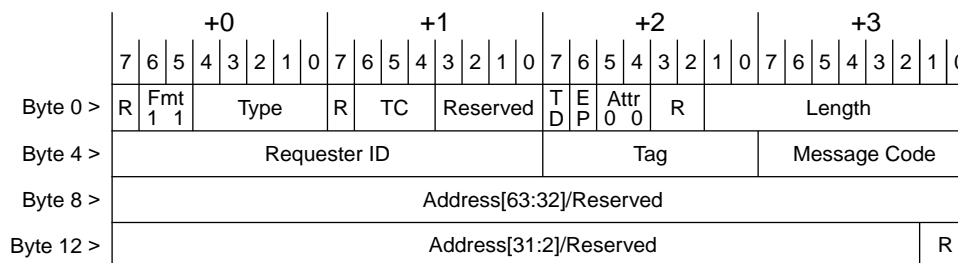 +0 +1 +2 +3
7 6 5 4 3 2 1 0 7 6 5 4 3 2 1 0 7 6 5 4 3 2 1 0 7 6 5 4 3 2 1 0
Byte 0 > R Fmt 1 1 Type R TC Reserved TD EP Attr 0 0 R Length
Byte 4 > Requester ID Tag Message Code
Byte 8 > Address[63:32]/Reserved
Byte 12 > Address[31:2]/Reserved R